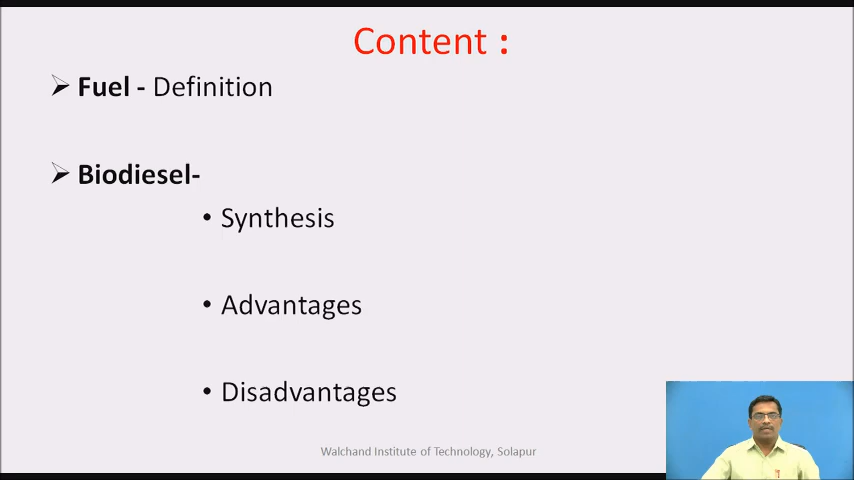 Content :
➢ Fuel - Definition
➢ Biodiesel-
• Synthesis
• Advantages
• Disadvantages
Walchand Institute of Technology, Solapur